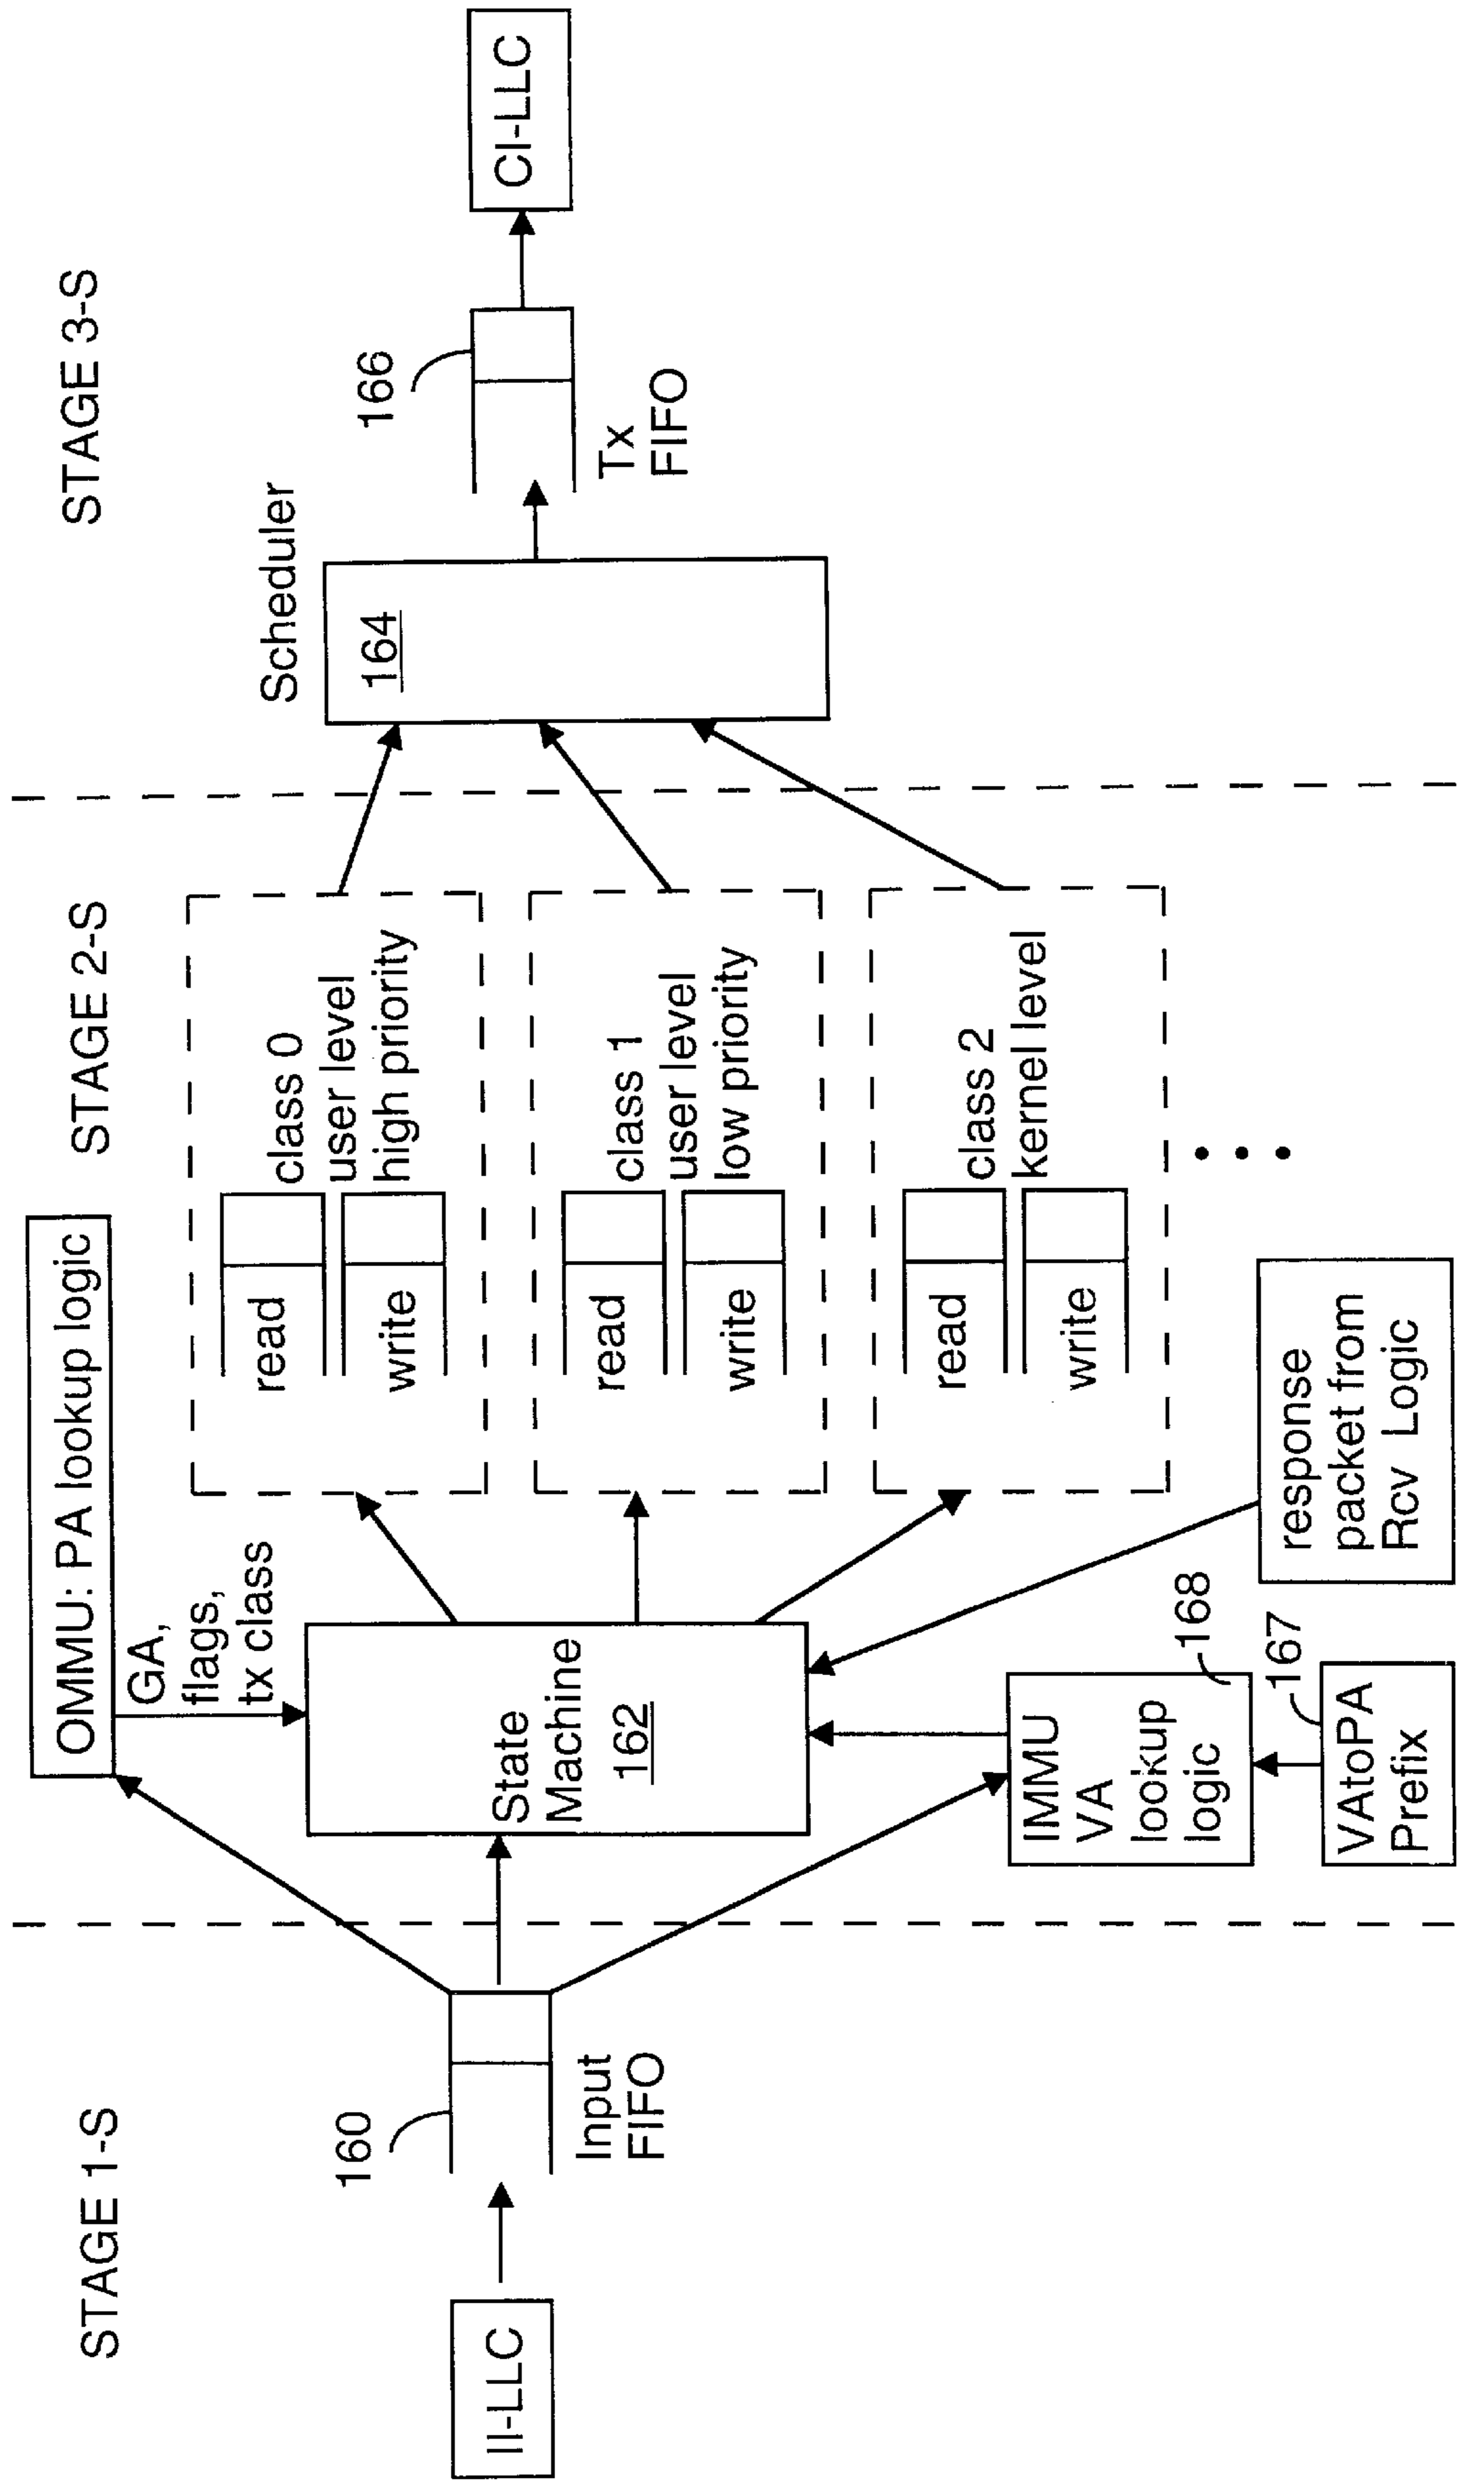 STAGE 1-S
STAGE 2-S
STAGE 3-S
II-LLC
160
Input
FIFO
OMMU: PA lookup logic
GA,
flags,
tx class
State
Machine
162
IMMU
VA
lookup
logic
168
167
VAtoPA
Prefix
response
packet from
Rcv Logic
read
write
class 0
user level
high priority
read
write
class 1
user level
low priority
read
write
class 2
kernel level
Scheduler
164
166
Tx
FIFO
CI-LLC